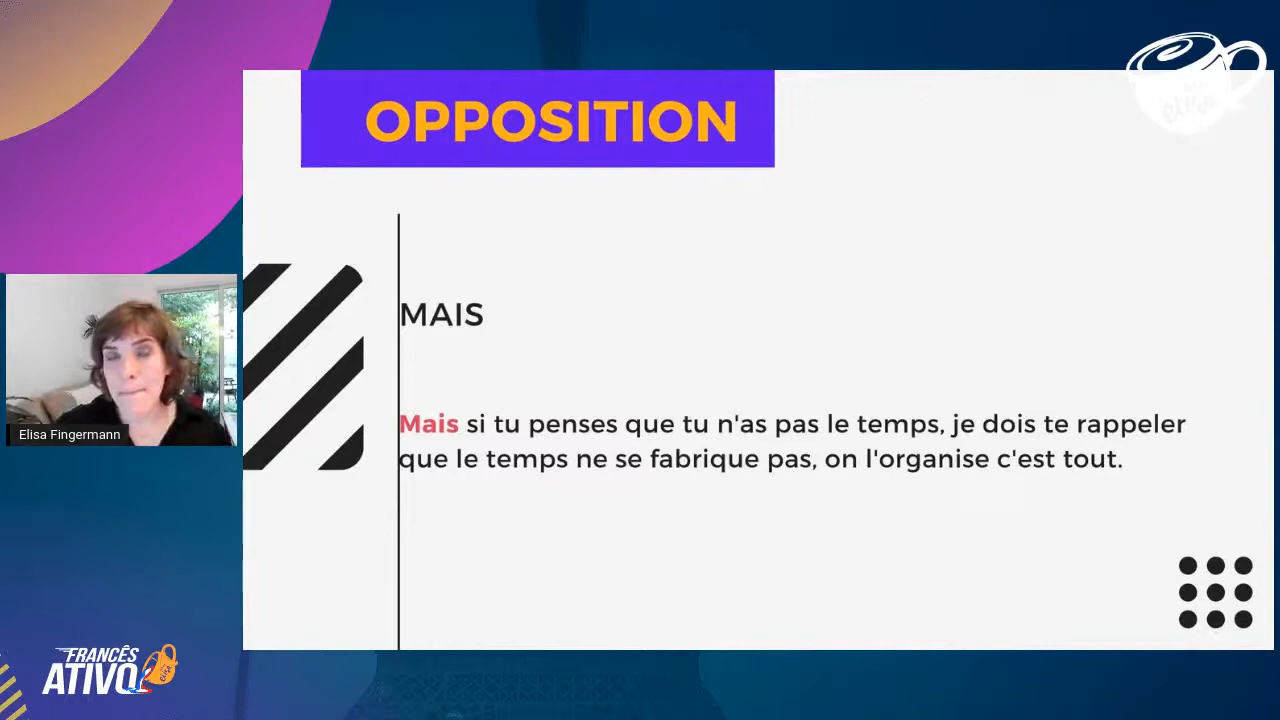 OPPOSITION
MAIS
Mais si tu penses que tu n'as pas le temps, je dois te rappeler
que le temps ne se fabrique pas, on l'organise c'est tout.
Elisa Fingermann
FRANCÊS
ATIVO